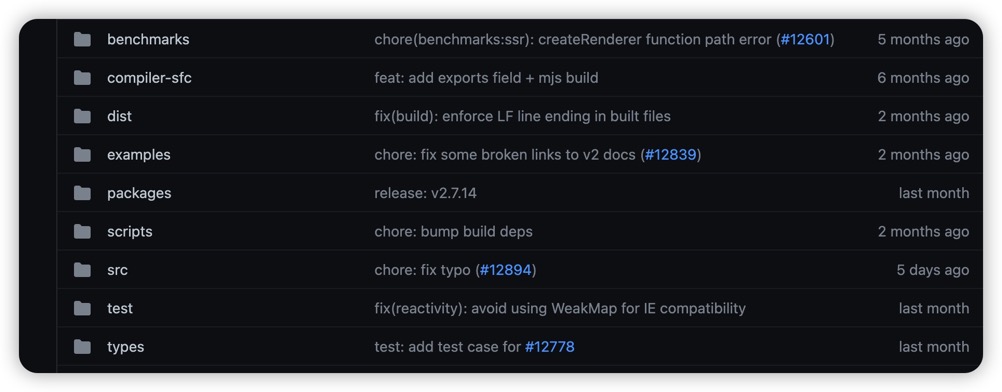 benchmarks chore(benchmarks:ssr): createRenderer function path error (#12601) 5 months ago
compiler-sfc feat: add exports field + mjs build 6 months ago
dist fix(build): enforce LF line ending in built files 2 months ago
examples chore: fix some broken links to v2 docs (#12839) 2 months ago
packages release: v2.7.14 last month
scripts chore: bump build deps 2 months ago
src chore: fix typo (#12894) 5 days ago
test fix(reactivity): avoid using WeakMap for IE compatibility last month
types test: add test case for #12778 last month